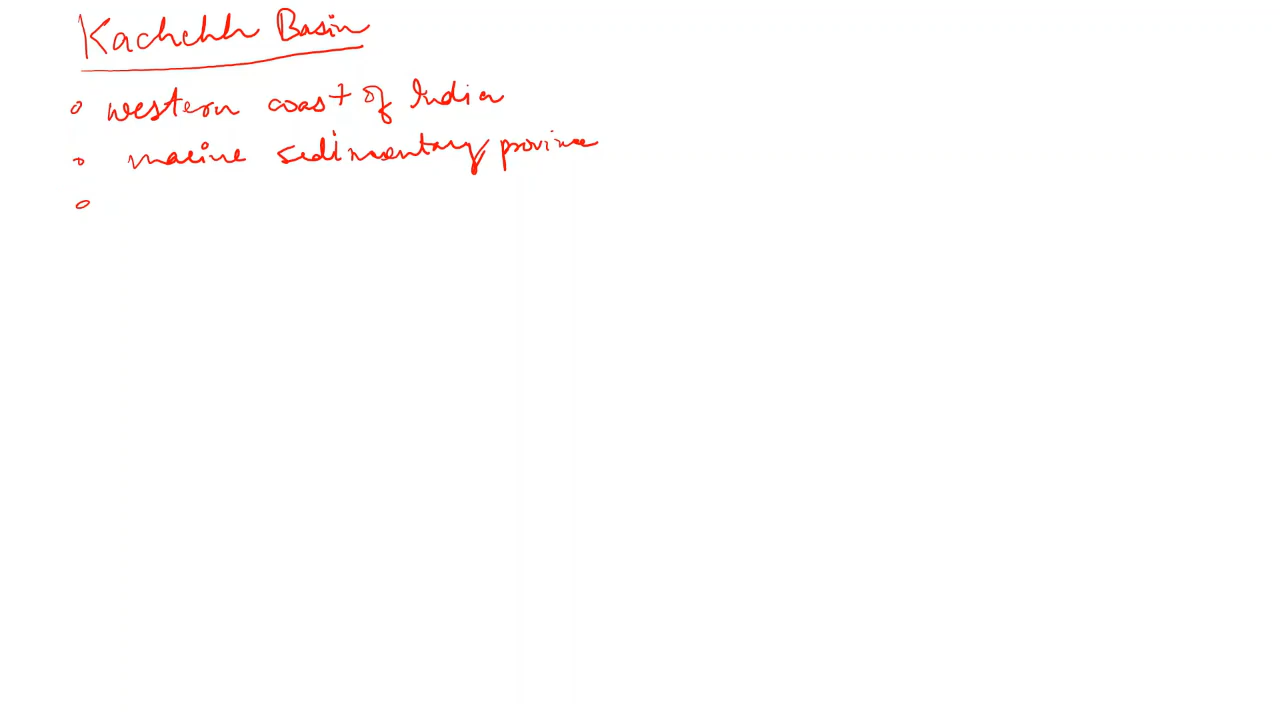 Kachchh Basin
western coast of India
marine sedimentary province